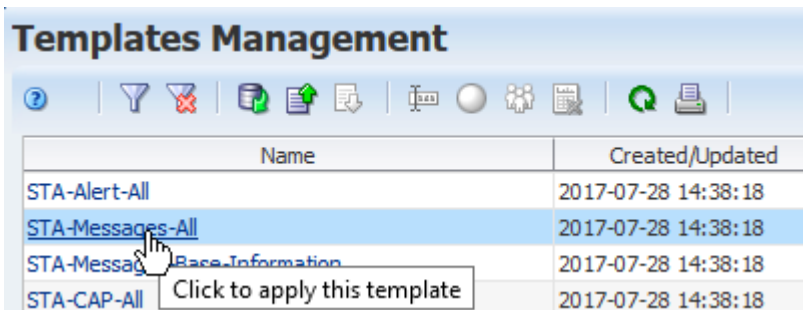 Templates Management
Name Created/Updated
STA-Alert-All 2017-07-28 14:38:18
STA-Messages-All 2017-07-28 14:38:18
STA-Messag Base-Information 2017-07-28 14:38:18
STA-CAP-All Click to apply this template 2017-07-28 14:38:18